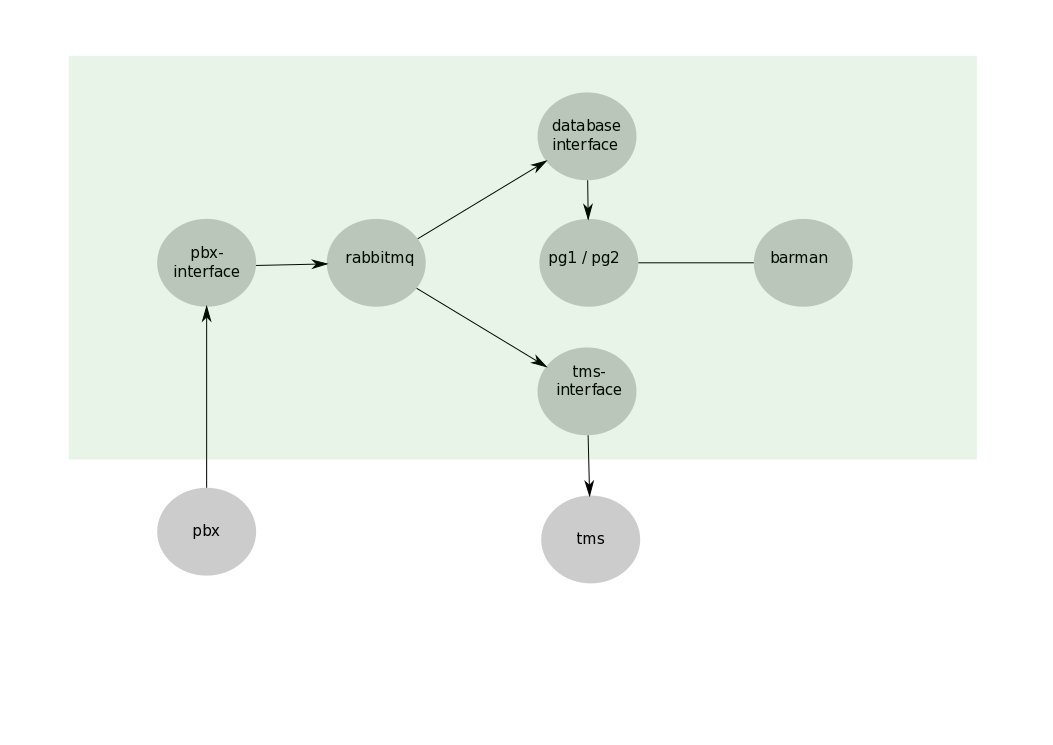 database
interface
pbx-
interface
rabbitmq
pg1 / pg2
barman
tms-
interface
pbx
tms